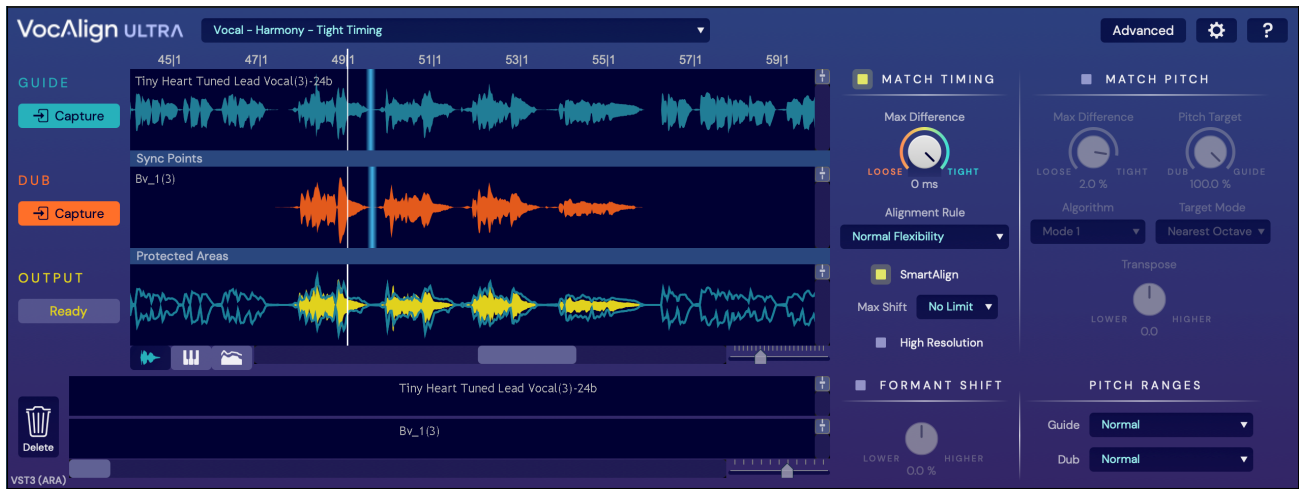 VocAlign ULTRA
Vocal - Harmony - Tight Timing
Advanced
?
45|1 47|1 49|1 51|1 53|1 55|1 57|1 59|1
GUIDE
Capture
Tiny Heart Tuned Lead Vocal(3)-24b
Sync Points
DUB
Capture
Bv_1(3)
Protected Areas
OUTPUT
Ready
MATCH TIMING
Max Difference
LOOSE TIGHT
0 ms
Alignment Rule
Normal Flexibility
SmartAlign
Max Shift No Limit
High Resolution
MATCH PITCH
Max Difference Pitch Target
LOOSE TIGHT DUB GUIDE
2.0 % 100.0 %
Algorithm Target Mode
Mode 1 Nearest Octave
Transpose
LOWER HIGHER
0.0
Tiny Heart Tuned Lead Vocal(3)-24b
Bv_1(3)
Delete
VST3 (ARA)
FORMANT SHIFT
LOWER HIGHER
0.0 %
PITCH RANGES
Guide Normal
Dub Normal